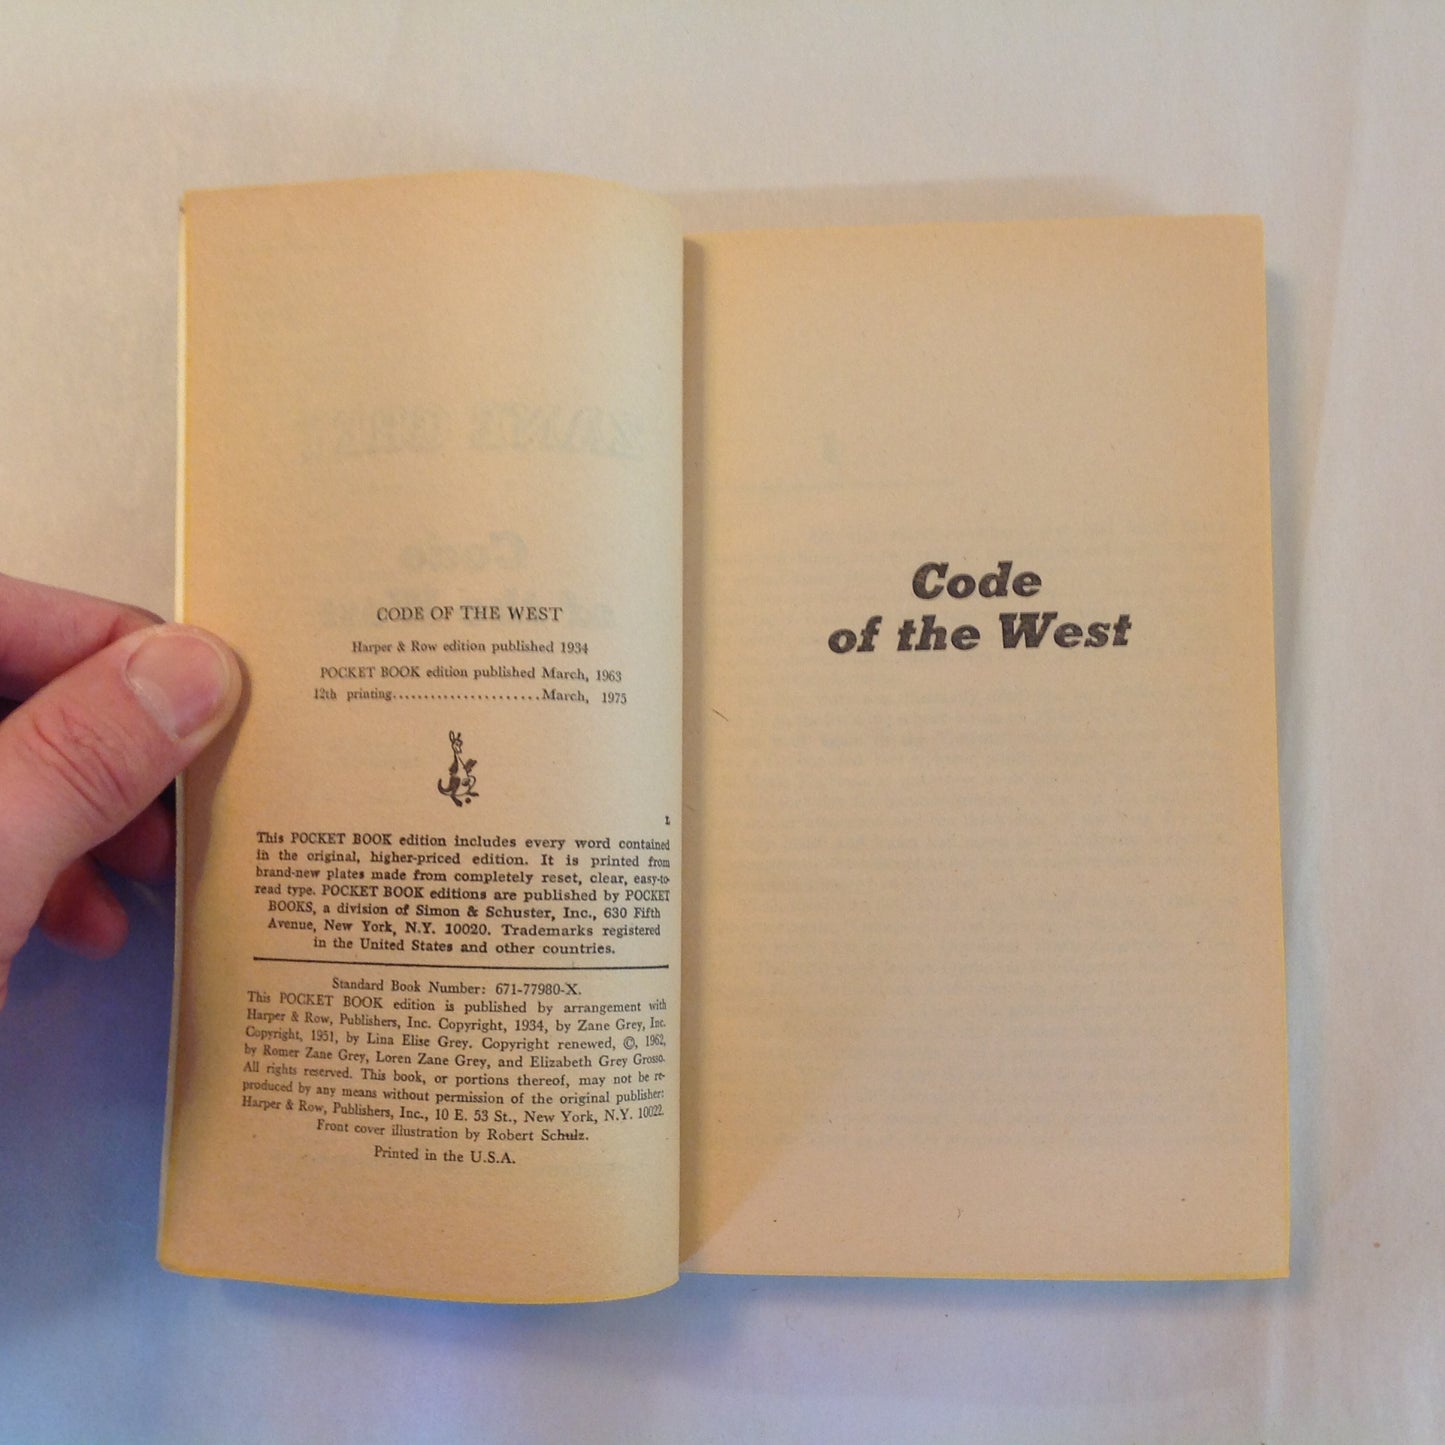 CODE OF THE WEST
Harper & Row edition published 1934
POCKET BOOK edition published March, 1963
12th printing.....................March, 1975
L
This POCKET BOOK edition includes every word contained
in the original, higher-priced edition. It is printed from
brand-new plates made from completely reset, clear, easy-to-
read type. POCKET BOOK editions are published by POCKET
BOOKS, a division of Simon & Schuster, Inc., 630 Fifth
Avenue, New York, N.Y. 10020. Trademarks registered
in the United States and other countries.
Standard Book Number: 671-77980-X.
This POCKET BOOK edition is published by arrangement with
Harper & Row, Publishers, Inc. Copyright, 1934, by Zane Grey, Inc.
Copyright, 1951, by Lina Elise Grey. Copyright renewed, ©, 1962,
by Romer Zane Grey, Loren Zane Grey, and Elizabeth Grey Grosso.
All rights reserved. This book, or portions thereof, may not be re-
produced by any means without permission of the original publisher:
Harper & Row, Publishers, Inc., 10 E. 53 St., New York, N.Y. 10022.
Front cover illustration by Robert Schulz.
Printed in the U.S.A.
Code
of the West